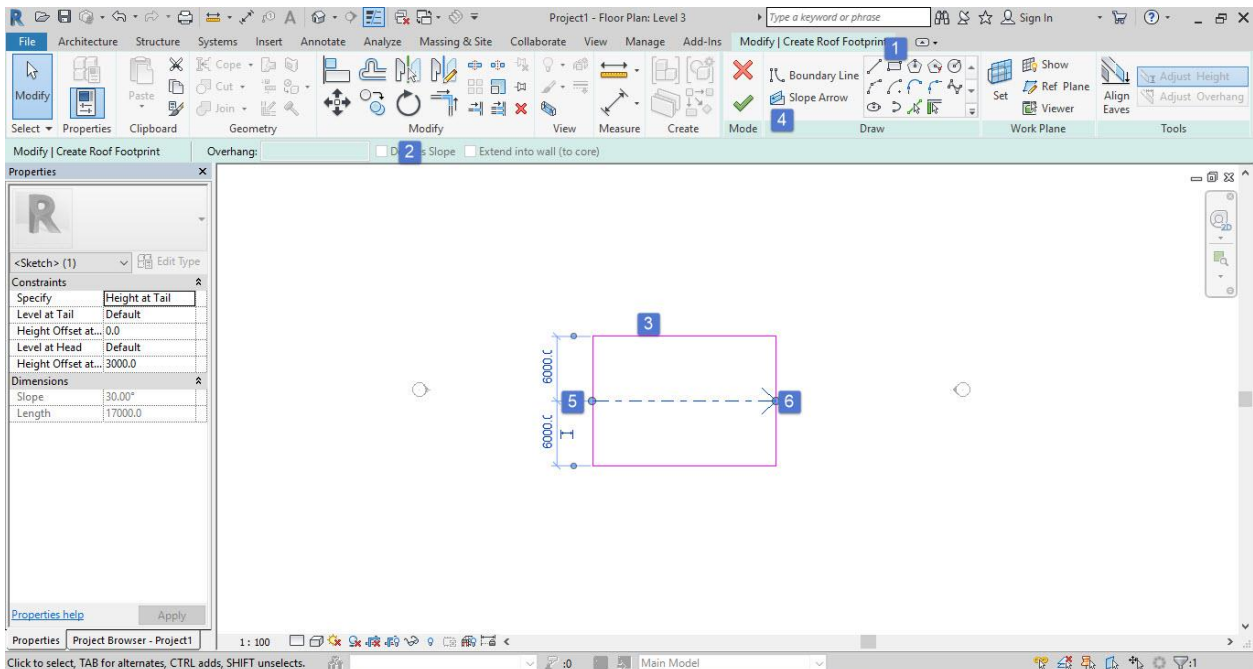 Project1 - Floor Plan: Level 3
Type a keyword or phrase
Sign In
File Architecture Structure Systems Insert Annotate Analyze Massing & Site Collaborate View Manage Add-Ins Modify | Create Roof Footprint
1
Modify
Paste
Cope
Cut
Join
Boundary Line
Slope Arrow
Set
Show
Ref Plane
Viewer
Align
Eaves
Adjust Height
Adjust Overhang
4
Select Properties Clipboard Geometry Modify View Measure Create Mode Draw Work Plane Tools
Modify | Create Roof Footprint Overhang: 2 s Slope Extend into wall (to core)
Properties
R
<Sketch> (1) Edit Type
Constraints
Specify Height at Tail
Level at Tail Default
Height Offset at... 0.0
Level at Head Default
Height Offset at... 3000.0
Dimensions
Slope 30.00°
Length 17000.0
3
6000.0
5
6
6000.0
2D
Properties help Apply
Properties Project Browser - Project1 1 : 100
Click to select, TAB for alternates, CTRL adds, SHIFT unselects. :0 Main Model :1